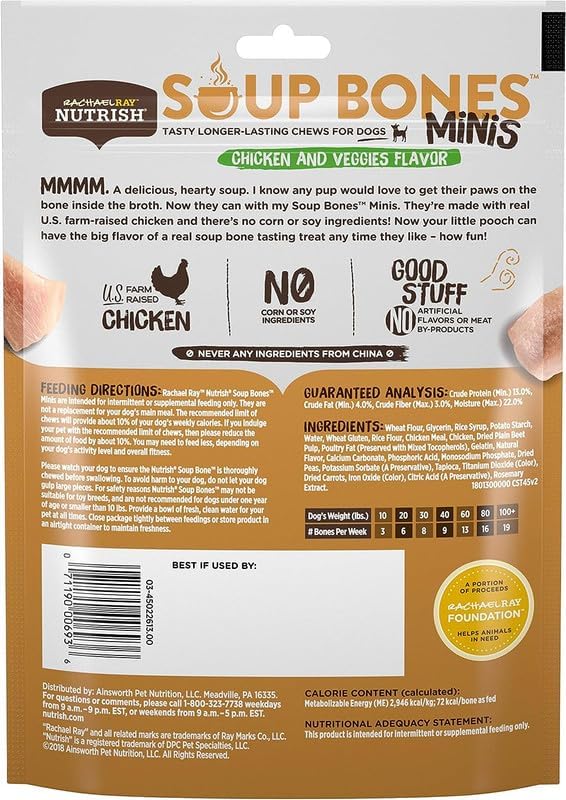 RACHAELRAY
NUTRISH
SOUP BONES™
MINIS
TASTY LONGER-LASTING CHEWS FOR DOGS
CHICKEN AND VEGGIES FLAVOR
MMMM. A delicious, hearty soup. I know any pup would love to get their paws on the
bone inside the broth. Now they can with my Soup Bones™ Minis. They're made with real
U.S. farm-raised chicken and there's no corn or soy ingredients! Now your little pooch can
have the big flavor of a real soup bone tasting treat any time they like – how fun!
U.S. FARM
RAISED
CHICKEN
NO
CORN OR SOY
INGREDIENTS
GOOD
STUFF
NO ARTIFICIAL
FLAVORS OR MEAT
BY-PRODUCTS
NEVER ANY INGREDIENTS FROM CHINA
FEEDING DIRECTIONS: Rachael Ray™ Nutrish® Soup Bones™
Minis are intended for intermittent or supplemental feeding only. They are
not a replacement for your dog's main meal. The recommended limit of
chews will provide about 10% of your dog's weekly calories. If you indulge
your pet with the recommended limit of chews, then please reduce the
amount of food by about 10%. You may need to feed less, depending on
your dog's activity level and overall fitness.
Please watch your dog to ensure the Nutrish® Soup Bone™ is thoroughly
chewed before swallowing. To avoid harm to your dog, do not let your dog
gulp large pieces. For safety reasons Nutrish® Soup Bones™ may not be
suitable for toy breeds, and are not recommended for dogs under one year
of age or smaller than 10 lbs. Provide a bowl of fresh, clean water for your
pet at all times. Close package tightly between feedings or store product in
an airtight container to maintain freshness.
GUARANTEED ANALYSIS: Crude Protein (Min.) 13.0%,
Crude Fat (Min.) 4.0%, Crude Fiber (Max.) 3.0%, Moisture (Max.) 22.0%
INGREDIENTS: Wheat Flour, Glycerin, Rice Syrup, Potato Starch,
Water, Wheat Gluten, Rice Flour, Chicken Meal, Chicken, Dried Plain Beet
Pulp, Poultry Fat (Preserved with Mixed Tocopherols), Gelatin, Natural
Flavor, Calcium Carbonate, Phosphoric Acid, Monosodium Phosphate, Dried
Peas, Potassium Sorbate (A Preservative), Tapioca, Titanium Dioxide (Color),
Dried Carrots, Iron Oxide (Color), Citric Acid (A Preservative), Rosemary
Extract.
1801300000 CST45v2
Dog's Weight (lbs.) 10 20 30 40 60 80 100+
# Bones Per Week 3 6 8 9 13 16 19
BEST IF USED BY:
0 71190 00693 6
03-45022613.00
A PORTION
OF PROCEEDS
RACHAELRAY
FOUNDATION™
HELPS ANIMALS
IN NEED
Distributed by: Ainsworth Pet Nutrition, LLC. Meadville, PA 16335.
For questions or comments, please call 1-800-323-7738 weekdays
from 9 a.m.–9 p.m. EST, or weekends from 9 a.m.–5 p.m. EST.
nutrish.com
"Rachael Ray" and all related marks are trademarks of Ray Marks Co., LLC.
"Nutrish" is a registered trademark of DPC Pet Specialties, LLC.
©2018 Ainsworth Pet Nutrition, LLC. All Rights Reserved.
CALORIE CONTENT (calculated):
Metabolizable Energy (ME) 2,946 kcal/kg; 72 kcal/bone as fed
NUTRITIONAL ADEQUACY STATEMENT:
This product is intended for intermittent or supplemental feeding only.